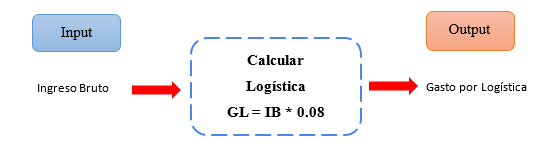 Input
Output
Calcular
Logística
GL = IB * 0.08
Ingreso Bruto
Gasto por Logística